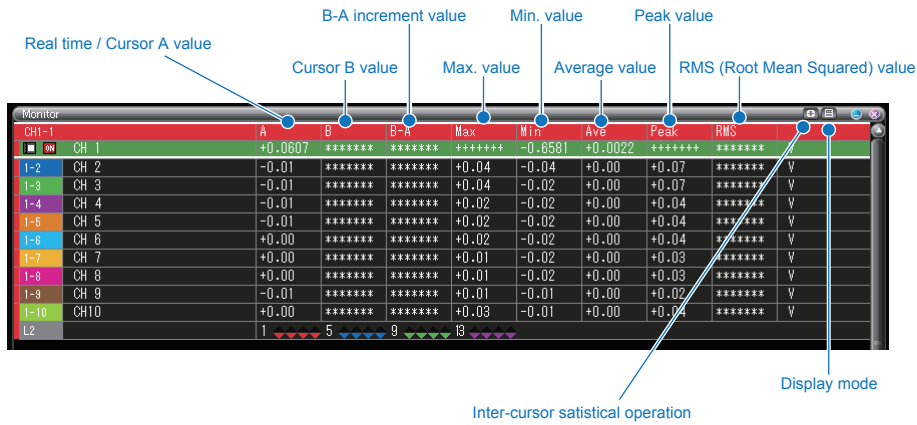 B-A increment value Min. value Peak value
Real time / Cursor A value
Cursor B value Max. value Average value RMS (Root Mean Squared) value
Monitor
CH1-1 A B B-A Max Min Ave Peak RMS
ON CH 1 +0.0607 ******* ******* +++++++ -0.6581 +0.0022 +++++++ ******* V
1-2 CH 2 -0.01 ******* ******* +0.04 -0.04 +0.00 +0.07 ******* V
1-3 CH 3 -0.01 ******* ******* +0.04 -0.04 +0.00 +0.07 ******* V
1-4 CH 4 -0.01 ******* ******* +0.02 -0.02 +0.00 +0.04 ******* V
1-5 CH 5 -0.01 ******* ******* +0.02 -0.02 +0.00 +0.04 ******* V
1-6 CH 6 +0.00 ******* ******* +0.02 -0.02 +0.00 +0.04 ******* V
1-7 CH 7 +0.00 ******* ******* +0.01 -0.02 +0.00 +0.03 ******* V
1-8 CH 8 +0.00 ******* ******* +0.01 -0.02 +0.00 +0.03 ******* V
1-9 CH 9 -0.01 ******* ******* +0.01 -0.01 +0.00 +0.02 ******* V
1-10 CH10 +0.00 ******* ******* +0.03 -0.01 +0.00 +0.04 ******* V
L2 1 5 9 13
Display mode
Inter-cursor satistical operation